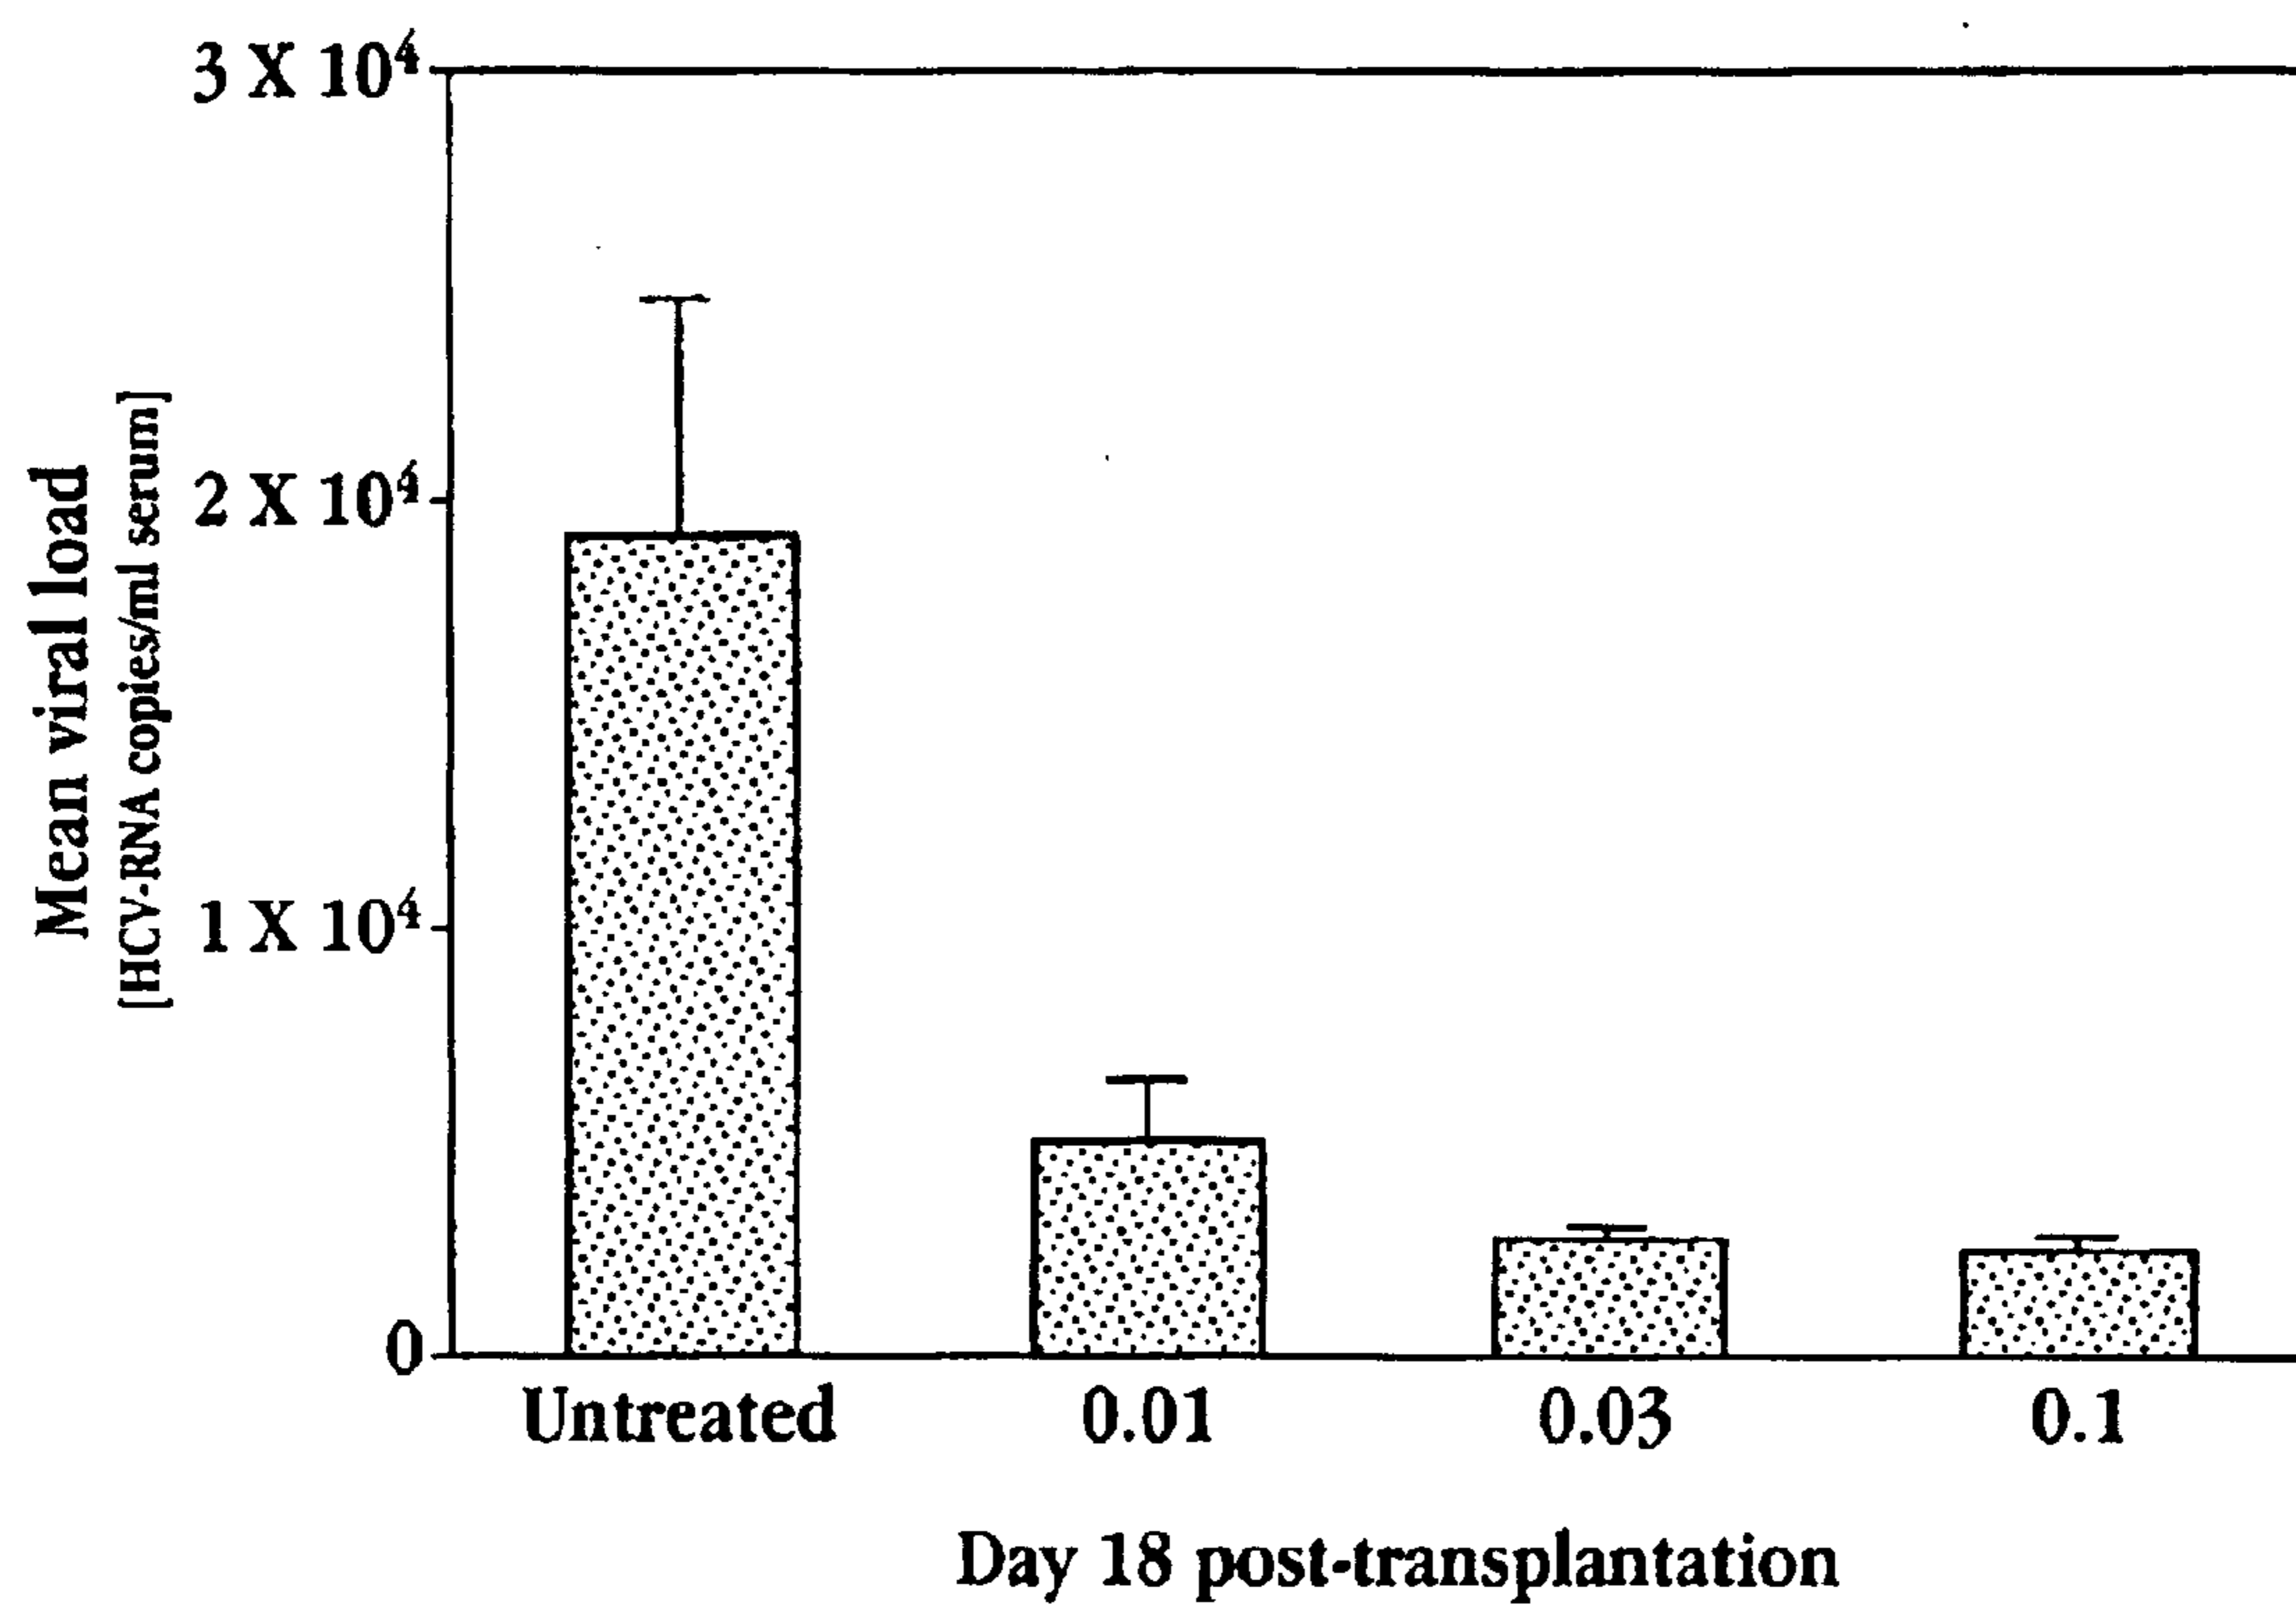 Mean viral load
[HCV-RNA copies/ml serum]
3 X 10⁴
2 X 10⁴
1 X 10⁴
0
Untreated 0.01 0.03 0.1
Day 18 post-transplantation